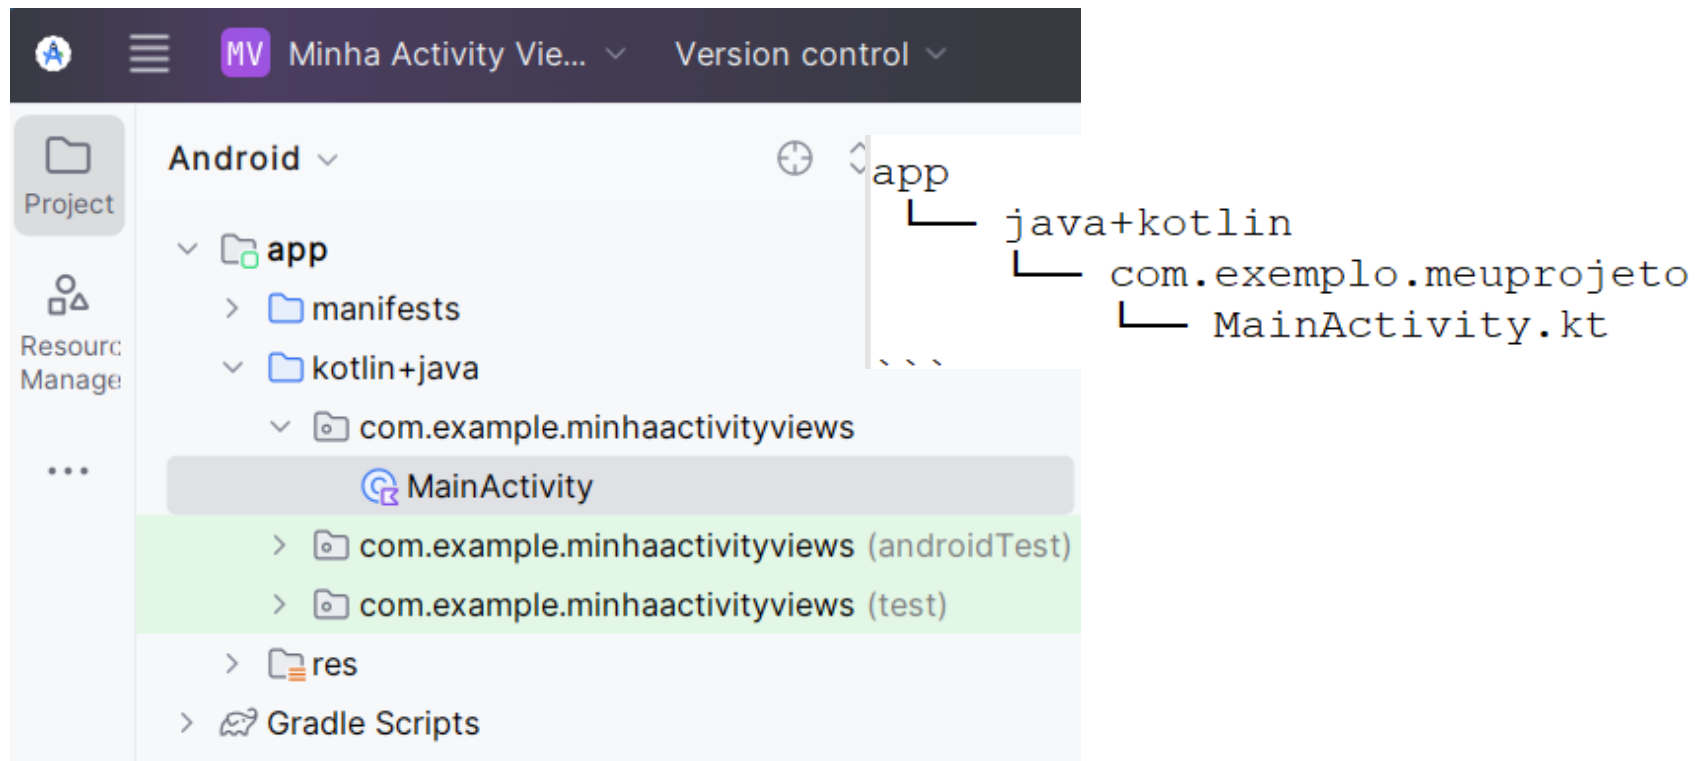 MV Minha Activity Vie... Version control
Project
Android
app
manifests
kotlin+java
com.example.minhaactivityviews
MainActivity
com.example.minhaactivityviews (androidTest)
com.example.minhaactivityviews (test)
res
Gradle Scripts
Resourc
Manage
app
└── java+kotlin
└── com.exemplo.meuprojeto
└── MainActivity.kt
```